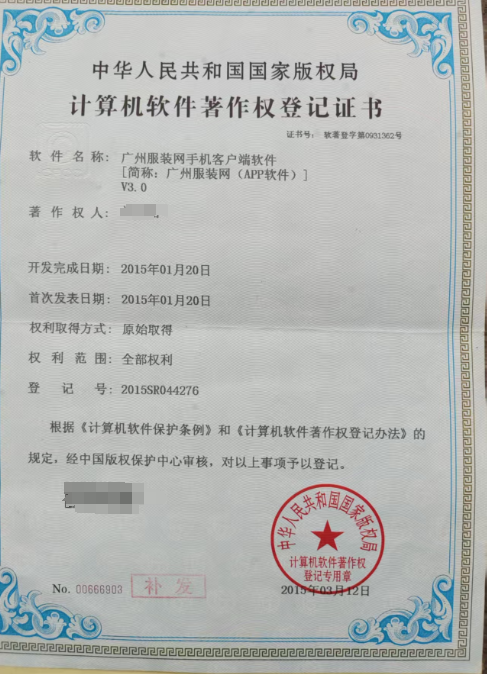 中华人民共和国国家版权局
计算机软件著作权登记证书
证书号： 软著登字第0931362号
软件名称： 广州服装网手机客户端软件
[简称：广州服装网（APP软件）]
V3.0
著作权人：
开发完成日期： 2015年01月20日
首次发表日期： 2015年01月20日
权利取得方式： 原始取得
权利范围： 全部权利
登记号： 2015SR044276
根据《计算机软件保护条例》和《计算机软件著作权登记办法》的
规定，经中国版权保护中心审核，对以上事项予以登记。
中华人民共和国国家版权局
计算机软件著作权
登记专用章
No. 00666903
补发
2015年03月12日